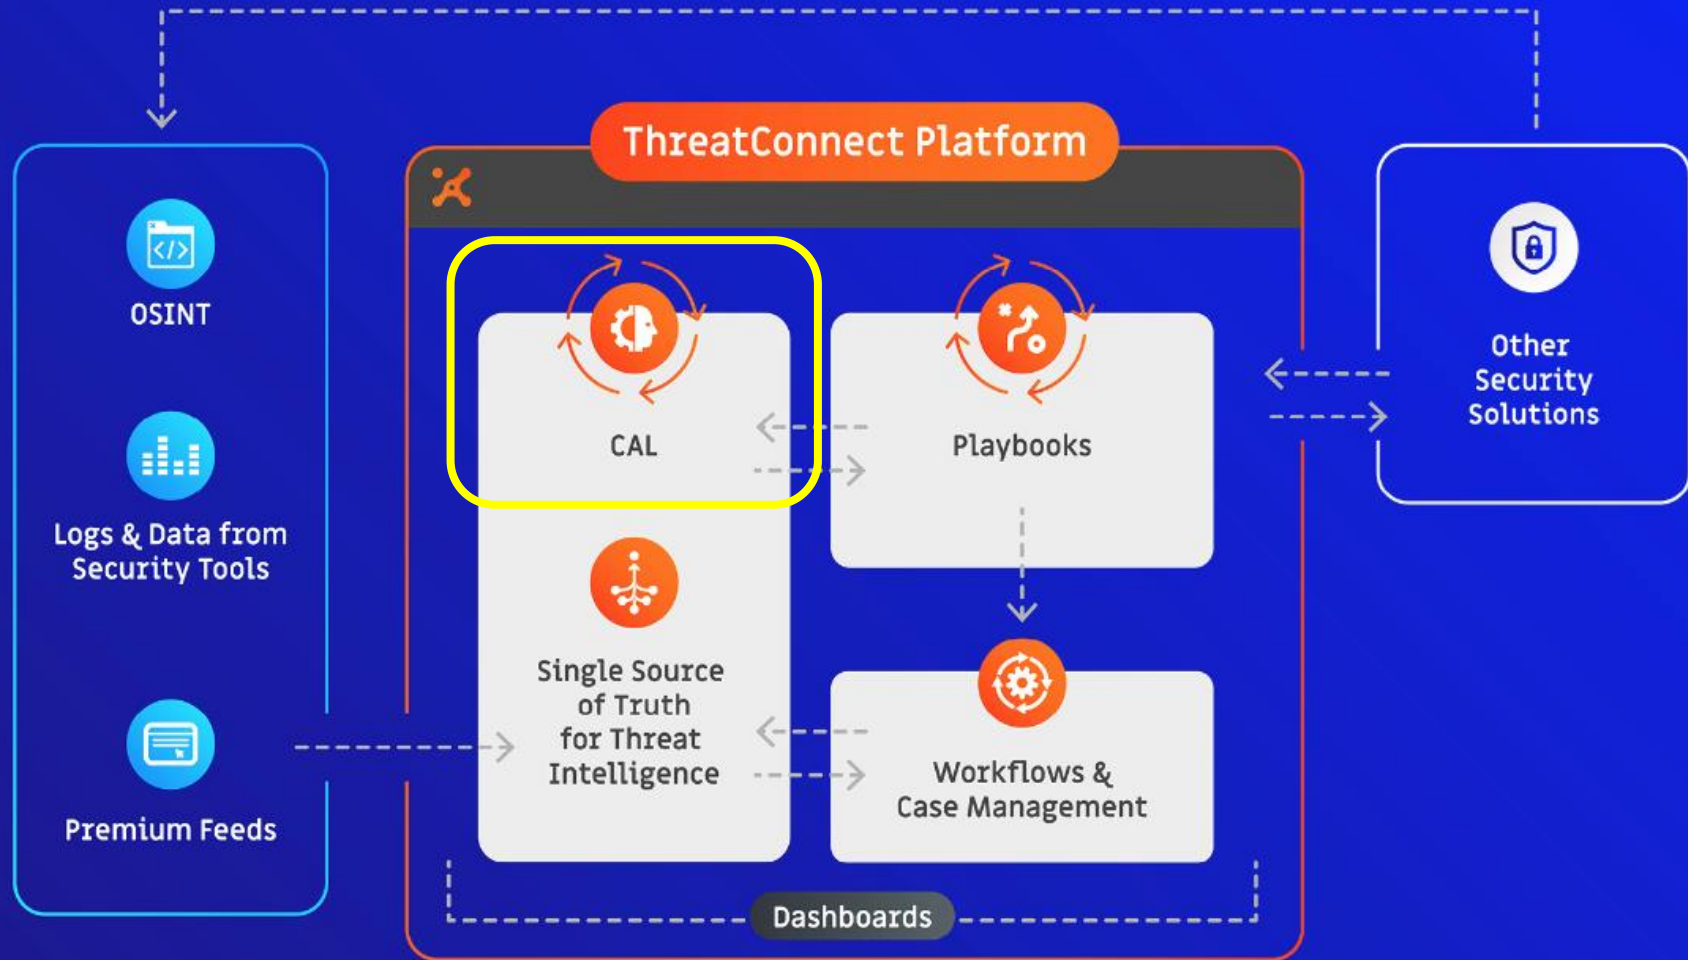 ThreatConnect Platform
</>
OSINT
Logs & Data from
Security Tools
Premium Feeds
CAL
Single Source
of Truth
for Threat
Intelligence
Playbooks
Workflows &
Case Management
Dashboards
Other
Security
Solutions